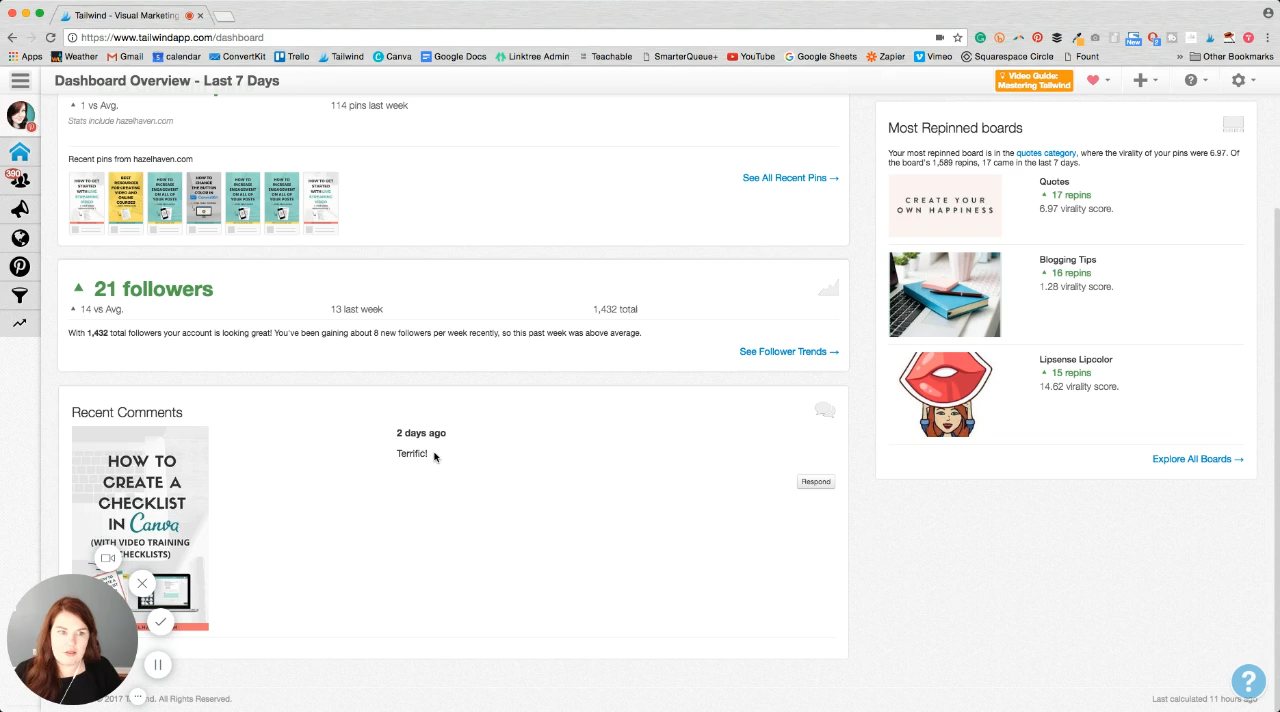 Tailwind - Visual Marketing
https://www.tailwindapp.com/dashboard
Apps Weather Gmail calendar ConvertKit Trello Tailwind Canva Google Docs Linktree Admin Teachable SmarterQueue+ YouTube Google Sheets Zapier Vimeo Squarespace Circle Fount » Other Bookmarks
New 2
Dashboard Overview - Last 7 Days
Video Guide:
Mastering Tailwind
390
1 vs Avg. 114 pins last week
Stats include hazelhaven.com
Recent pins from hazelhaven.com
See All Recent Pins →
21 followers
14 vs Avg. 13 last week 1,432 total
With 1,432 total followers your account is looking great! You've been gaining about 8 new followers per week recently, so this past week was above average.
See Follower Trends →
Recent Comments
2 days ago
Terrific!
Respond
HOW TO
CREATE A
CHECKLIST
IN Canva
(WITH VIDEO TRAINING
CHECKLISTS)
Most Repinned boards
Your most repinned board is in the quotes category, where the virality of your pins were 6.97. Of
the board's 1,589 repins, 17 came in the last 7 days.
CREATE YOUR
OWN HAPPINESS
Quotes
17 repins
6.97 virality score.
Blogging Tips
16 repins
1.28 virality score.
Lipsense Lipcolor
15 repins
14.62 virality score.
Explore All Boards →
2017 All Rights Reserved.
Last calculated 11 hours ago
?